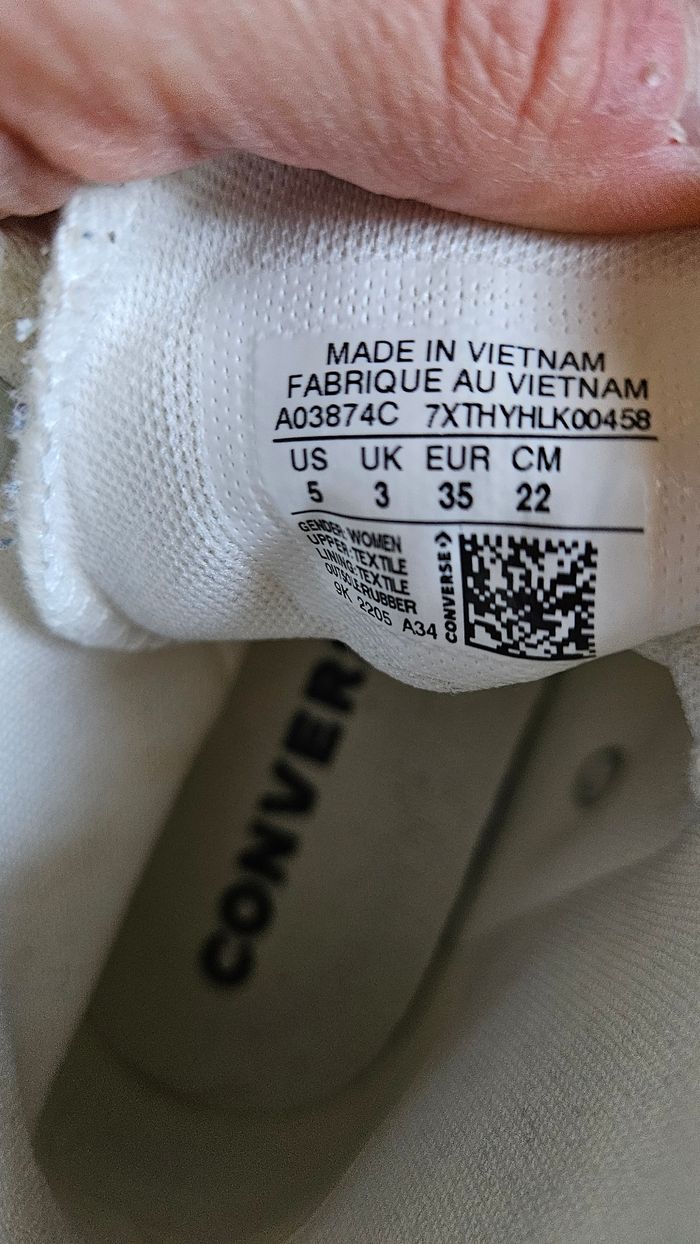 MADE IN VIETNAM
FABRIQUE AU VIETNAM
A03874C 7XTHYHLK00458
US UK EUR CM
5 3 35 22
GENDER: WOMEN
UPPER: TEXTILE
LINING: TEXTILE
OUTSOLE:RUBBER
9K 2205 A34
CONVERSE
CONVER